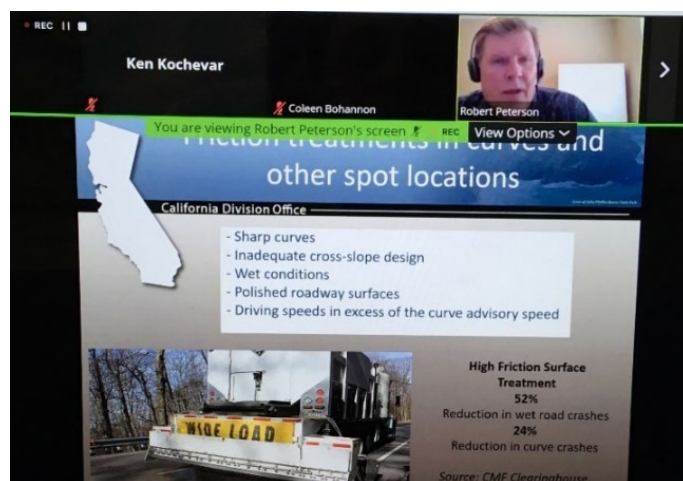 REC
Ken Kochevar
Coleen Bohannon
Robert Peterson
You are viewing Robert Peterson's screen
REC
View Options
Friction treatments in curves and
other spot locations
California Division Office
- Sharp curves
- Inadequate cross-slope design
- Wet conditions
- Polished roadway surfaces
- Driving speeds in excess of the curve advisory speed
WIDE LOAD
High Friction Surface
Treatment
52%
Reduction in wet road crashes
24%
Reduction in curve crashes
Source: CMF Clearinghouse